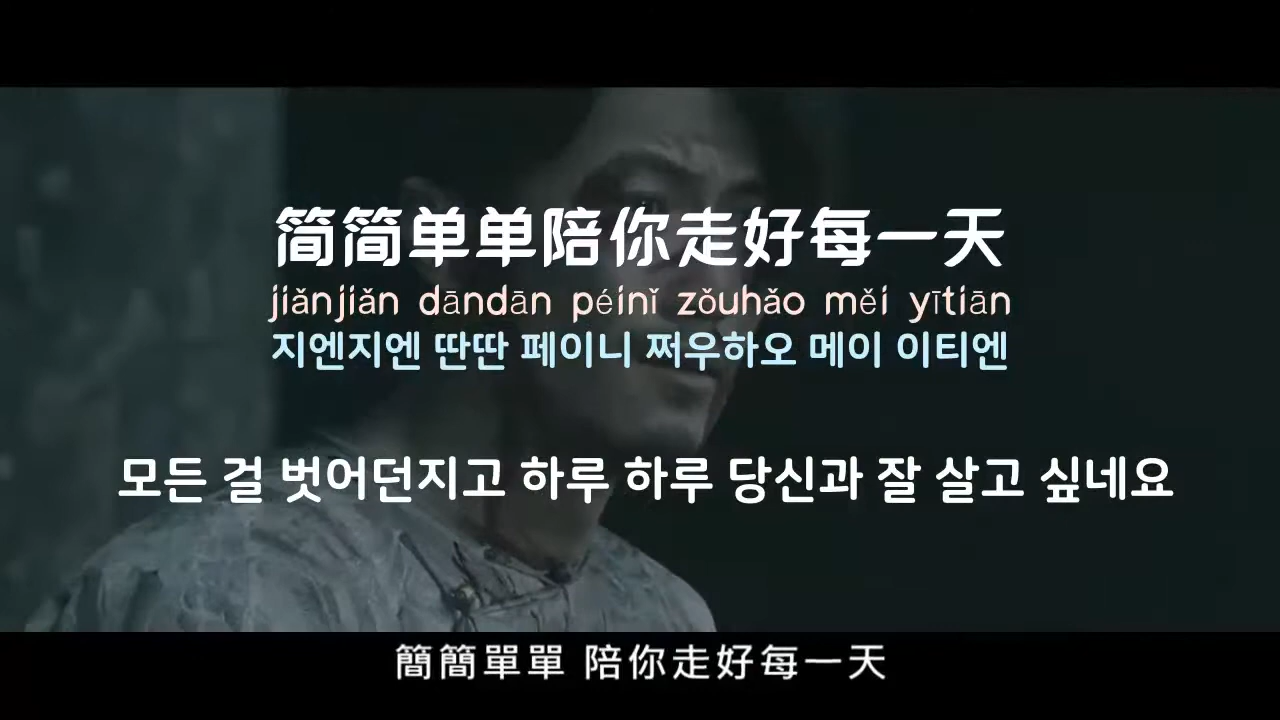 简简单单陪你走好每一天
jiǎnjiǎn dāndān péinǐ zǒuhǎo měi yītiān
지엔지엔 딴딴 페이니 쩌우하오 메이 이티엔
모든 걸 벗어던지고 하루 하루 당신과 잘 살고 싶네요
簡簡單單 陪你走好每一天